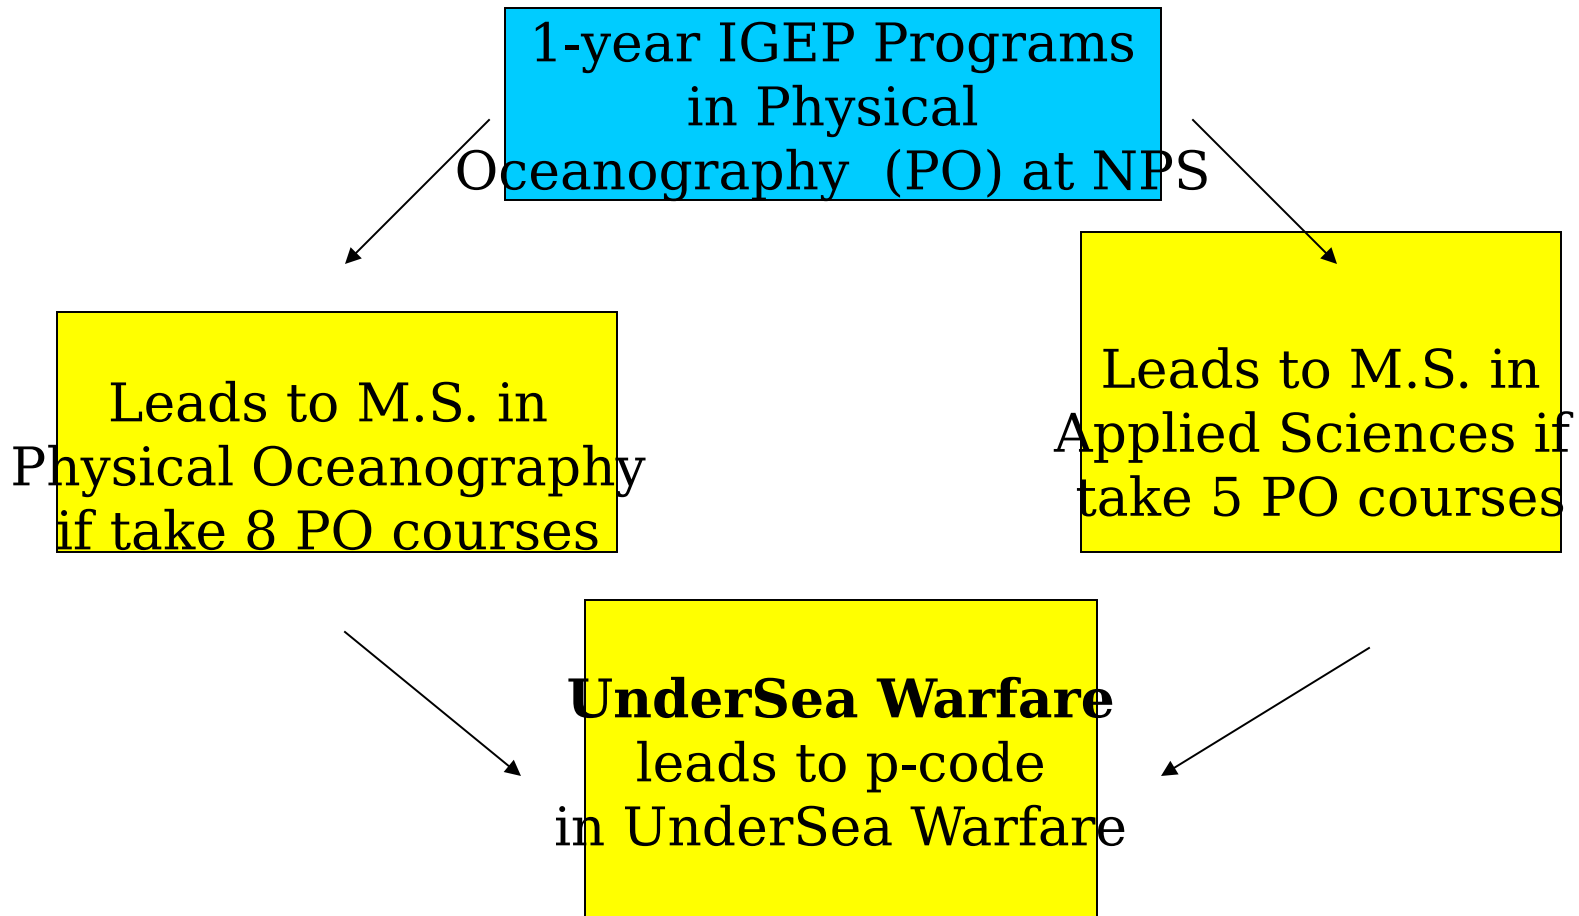 1-year IGEP Programs
in Physical
Oceanography  (PO) at NPS
Leads to M.S. in
Physical Oceanography
if take 8 PO courses
Leads to M.S. in
Applied Sciences if
take 5 PO courses
UnderSea Warfare
leads to p-code
in UnderSea Warfare